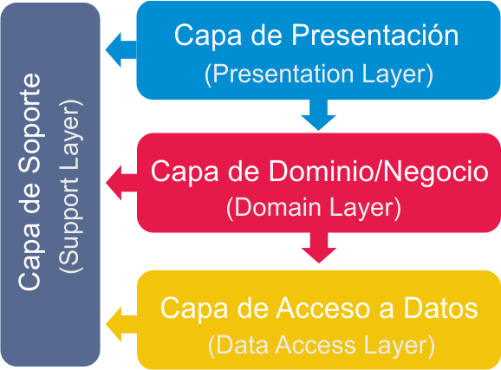 Capa de Soporte
(Support Layer)
Capa de Presentación
(Presentation Layer)
Capa de Dominio/Negocio
(Domain Layer)
Capa de Acceso a Datos
(Data Access Layer)